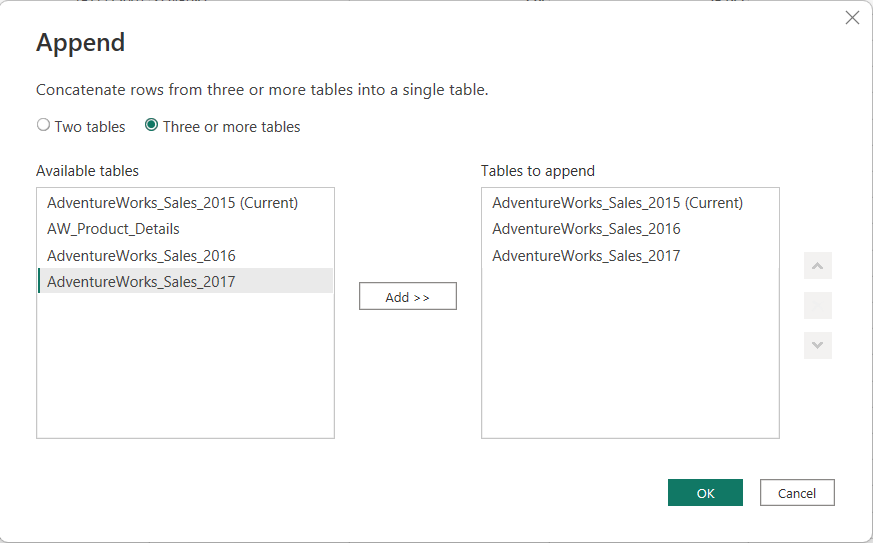 Append
Concatenate rows from three or more tables into a single table.
Two tables Three or more tables
Available tables
AdventureWorks_Sales_2015 (Current)
AW_Product_Details
AdventureWorks_Sales_2016
AdventureWorks_Sales_2017
Add >>
Tables to append
AdventureWorks_Sales_2015 (Current)
AdventureWorks_Sales_2016
AdventureWorks_Sales_2017
OK Cancel